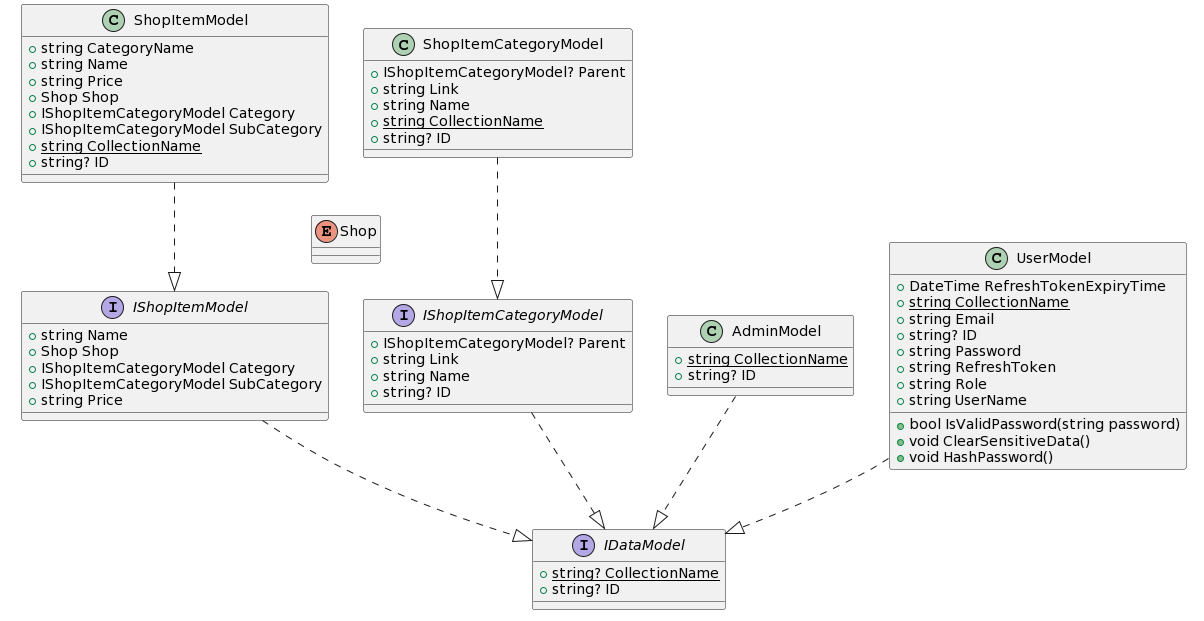 C ShopItemModel
string CategoryName
string Name
string Price
Shop Shop
IShopItemCategoryModel Category
IShopItemCategoryModel SubCategory
string CollectionName
string? ID
C ShopItemCategoryModel
IShopItemCategoryModel? Parent
string Link
string Name
string CollectionName
string? ID
E Shop
I IShopItemModel
string Name
Shop Shop
IShopItemCategoryModel Category
IShopItemCategoryModel SubCategory
string Price
I IShopItemCategoryModel
IShopItemCategoryModel? Parent
string Link
string Name
string? ID
C AdminModel
string CollectionName
string? ID
C UserModel
DateTime RefreshTokenExpiryTime
string CollectionName
string Email
string? ID
string Password
string RefreshToken
string Role
string UserName
bool IsValidPassword(string password)
void ClearSensitiveData()
void HashPassword()
I IDataModel
string? CollectionName
string? ID